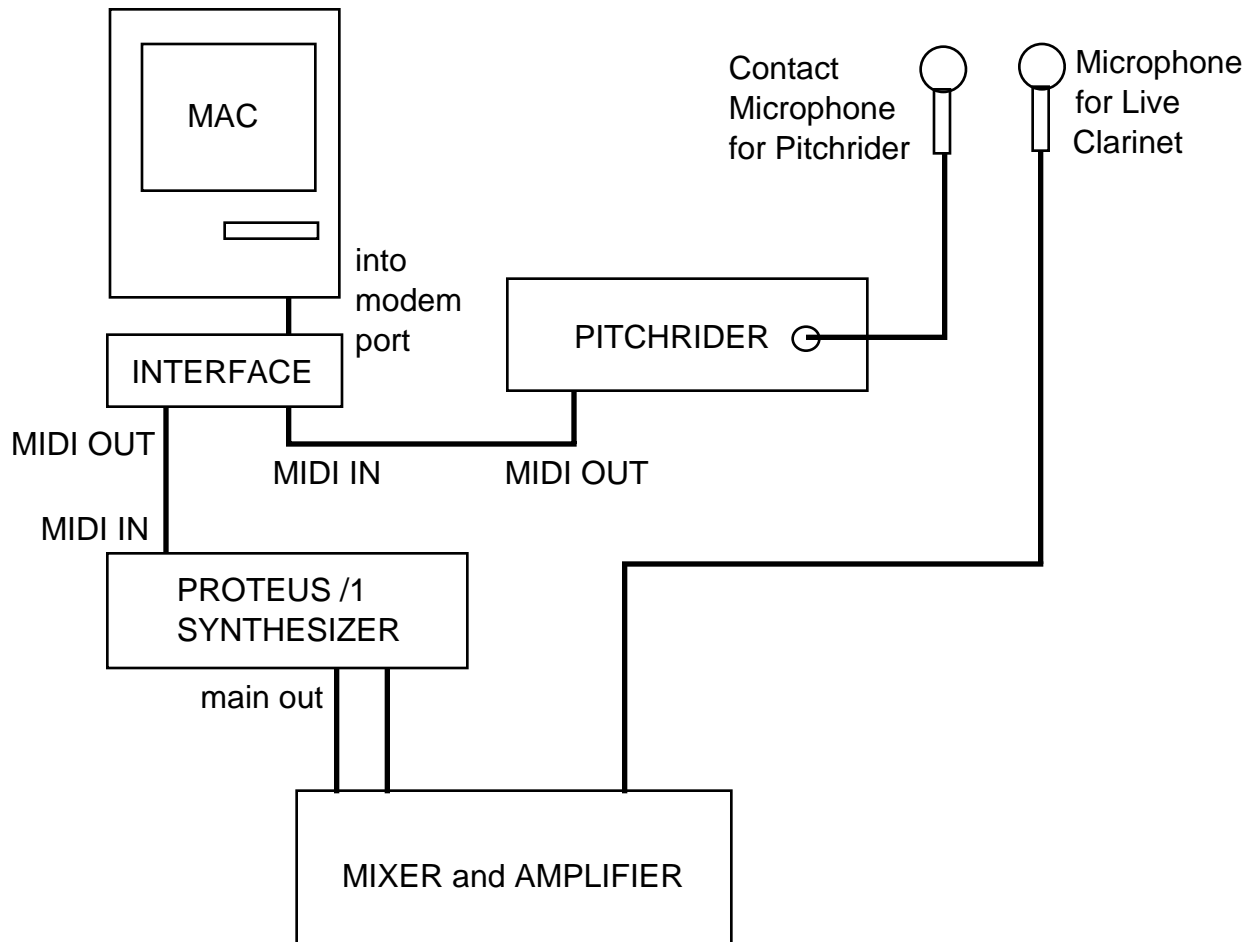 MAC
Contact
Microphone
for Pitchrider
Microphone
for Live
Clarinet
into
modem
port
INTERFACE
PITCHRIDER
MIDI OUT
MIDI IN
MIDI OUT
MIDI IN
PROTEUS /1
SYNTHESIZER
main out
MIXER and AMPLIFIER